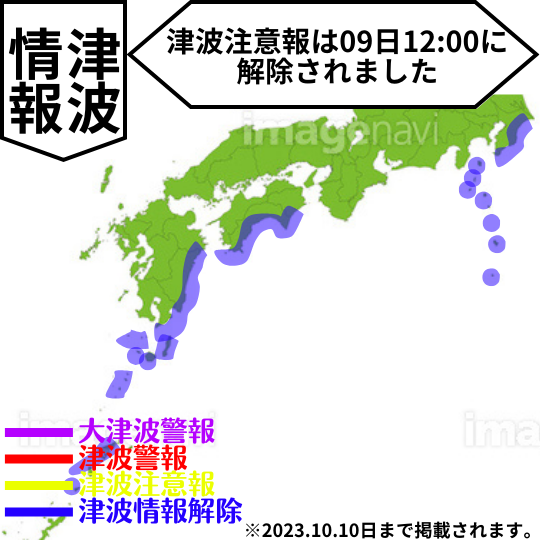 津波
情報
津波注意報は09日12:00に
解除されました
imagenavi
大津波警報
津波警報
津波注意報
津波情報解除
※2023.10.10日まで掲載されます。